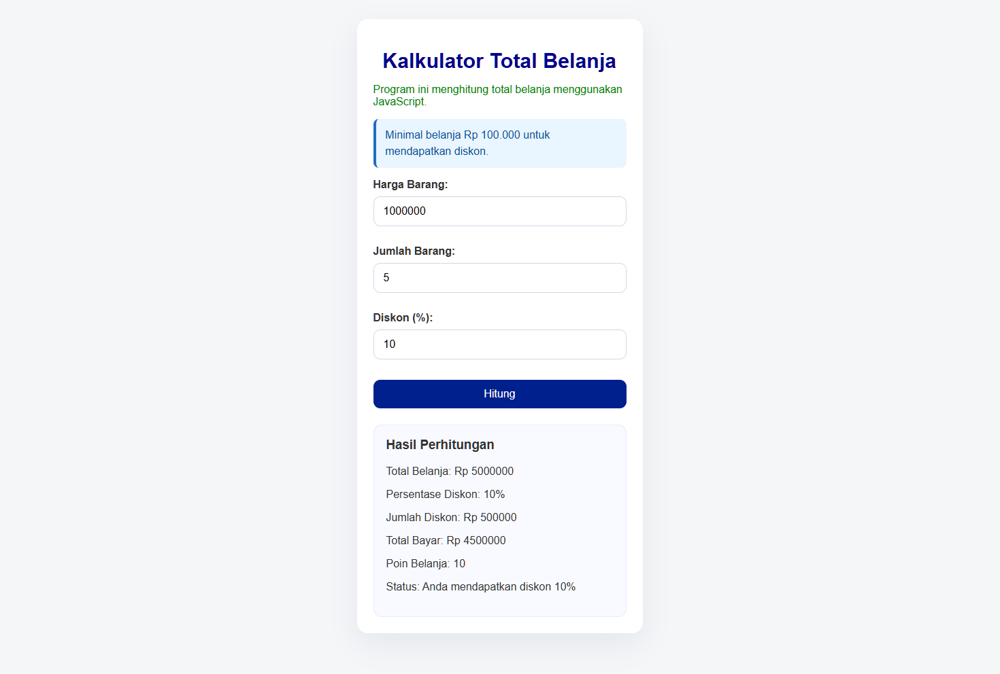 Kalkulator Total Belanja
Program ini menghitung total belanja menggunakan
JavaScript.
Minimal belanja Rp 100.000 untuk
mendapatkan diskon.
Harga Barang:
1000000
Jumlah Barang:
5
Diskon (%):
10
Hitung
Hasil Perhitungan
Total Belanja: Rp 5000000
Persentase Diskon: 10%
Jumlah Diskon: Rp 500000
Total Bayar: Rp 4500000
Poin Belanja: 10
Status: Anda mendapatkan diskon 10%